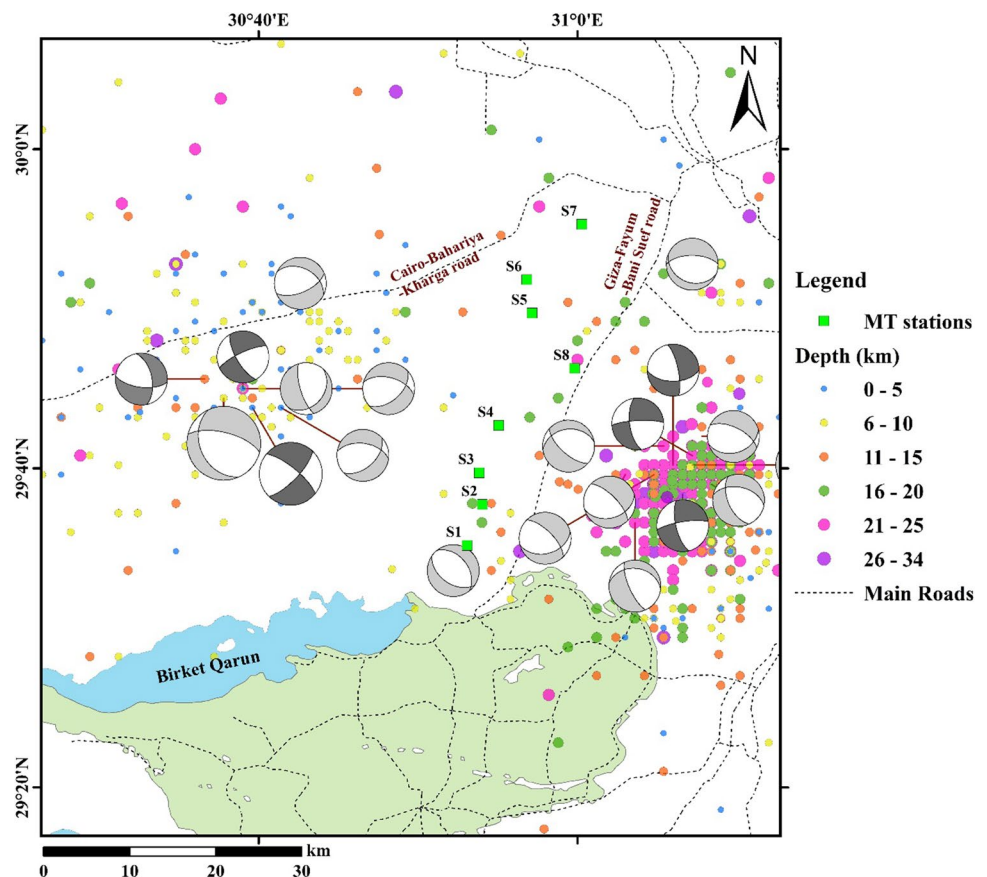 30°40'E
31°0'E
N
30°0'N
29°40'N
29°20'N
S7
S6
S5
S8
S4
S3
S2
S1
Cairo-Bahariya
-Kharga road
Giza-Fayum
-Bani Suef road
Birket Qarun
Legend
MT stations
Depth (km)
0 - 5
6 - 10
11 - 15
16 - 20
21 - 25
26 - 34
Main Roads
km
0 10 20 30